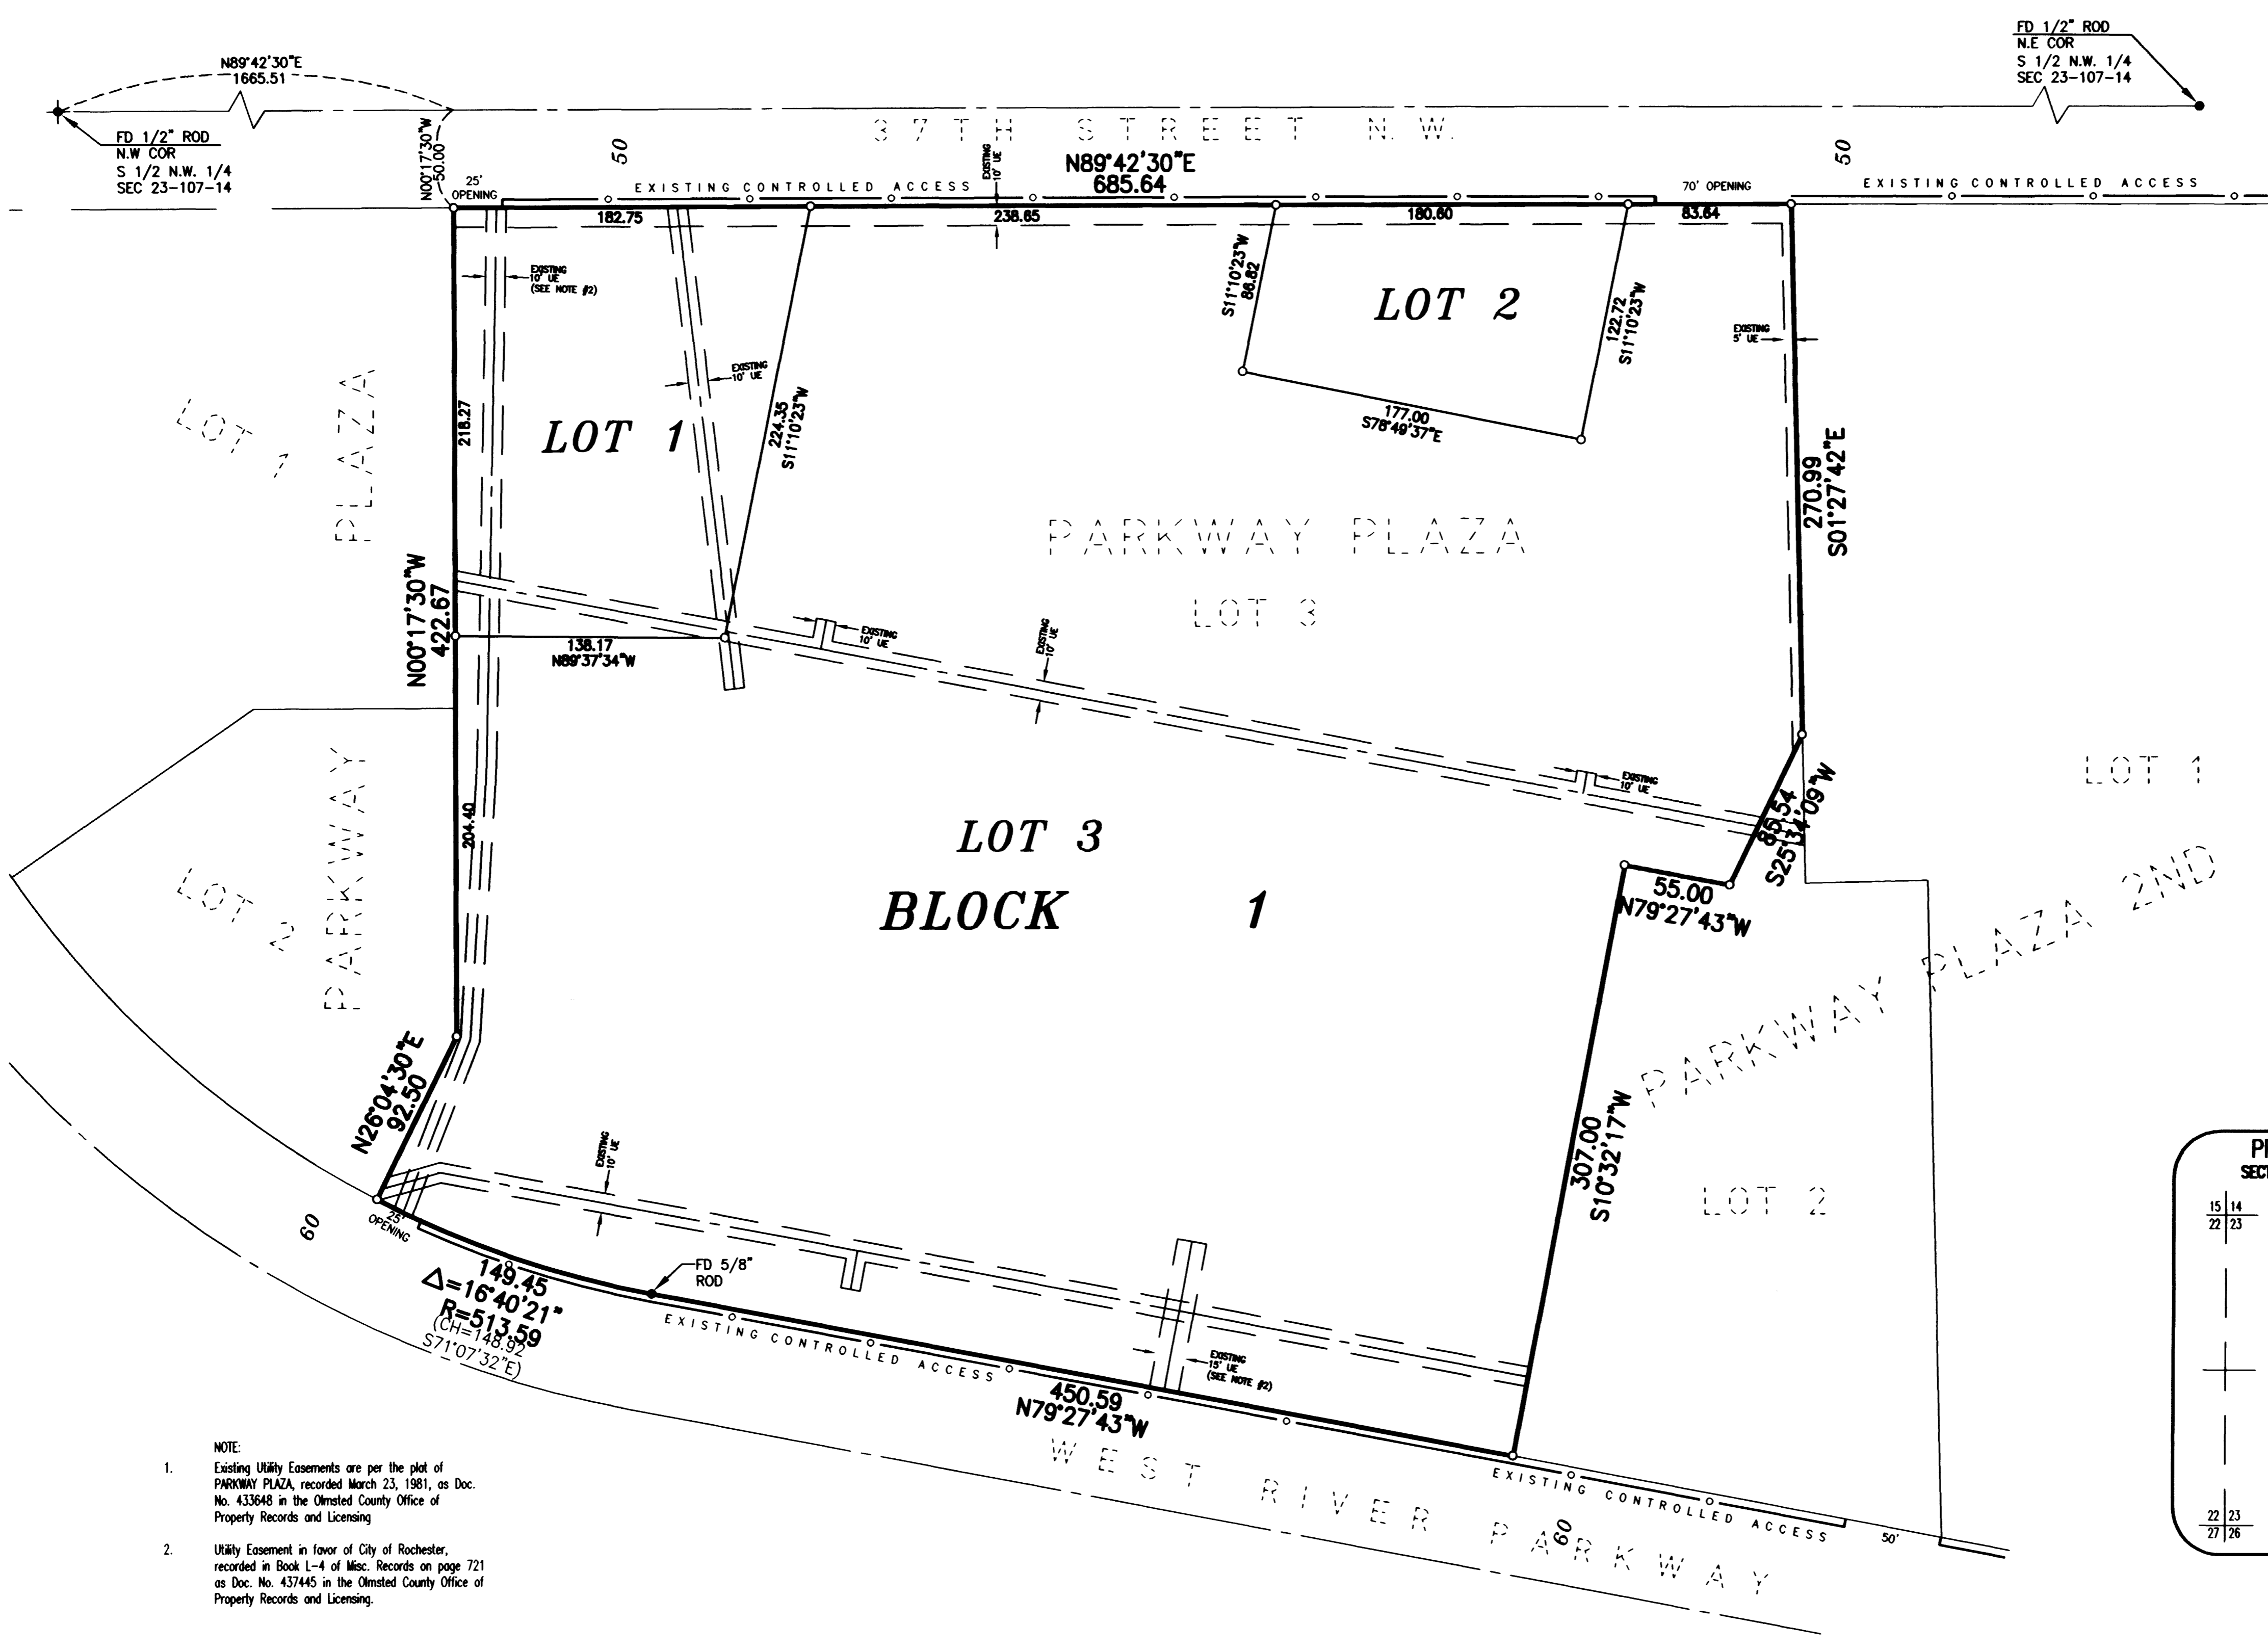 FD 1/2" ROD
N.E COR
S 1/2 N.W. 1/4
SEC 23-107-14
N89°42'30"E
1665.51
FD 1/2" ROD
N.W COR
S 1/2 N.W. 1/4
SEC 23-107-14
N00°17'30"W
50.00
50
37TH STREET N.W.
50
EXISTING
10' UE
N89°42'30"E
685.64
25'
OPENING
EXISTING CONTROLLED ACCESS
70' OPENING
EXISTING CONTROLLED ACCESS
182.75
238.65
180.60
83.64
EXISTING
10' UE
(SEE NOTE #2)
S11°10'23"W
86.82
LOT 2
122.72
S11°10'23"W
EXISTING
5' UE
EXISTING
10' UE
177.00
S78°49'37"E
LOT 1
PLAZA
218.27
LOT 1
224.35
S11°10'23"W
270.99
S01°27'42"E
PARKWAY PLAZA
LOT 3
N00°17'30"W
422.67
138.17
N89°37'34"W
EXISTING
10' UE
EXISTING
10' UE
EXISTING
10' UE
LOT 1
85.54
S25°34'09"W
204.40
LOT 3
BLOCK 1
55.00
N79°27'43"W
LOT 2
PARKWAY
PARKWAY PLAZA 2ND
N26°04'30"E
92.50
EXISTING
10' UE
307.00
S10°32'17"W
LOT 2
60
25'
OPENING
FD 5/8"
ROD
149.45
Δ=16°40'21"
R=513.59
(CH=148.92
S71°07'32"E)
EXISTING CONTROLLED ACCESS
EXISTING
15' UE
(SEE NOTE #2)
450.59
N79°27'43"W
WEST RIVER PARKWAY
EXISTING CONTROLLED ACCESS
60
50'
SECT
15 14
22 23
22 23
27 26
NOTE:
1. Existing Utility Easements are per the plat of
PARKWAY PLAZA, recorded March 23, 1981, as Doc.
No. 433648 in the Olmsted County Office of
Property Records and Licensing
2. Utility Easement in favor of City of Rochester,
recorded in Book L-4 of Misc. Records on page 721
as Doc. No. 437445 in the Olmsted County Office of
Property Records and Licensing.